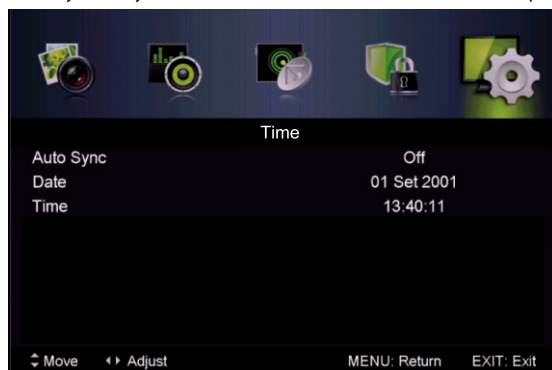 Time
Auto Sync Off
Date 01 Set 2001
Time 13:40:11
Move Adjust MENU: Return EXIT: Exit